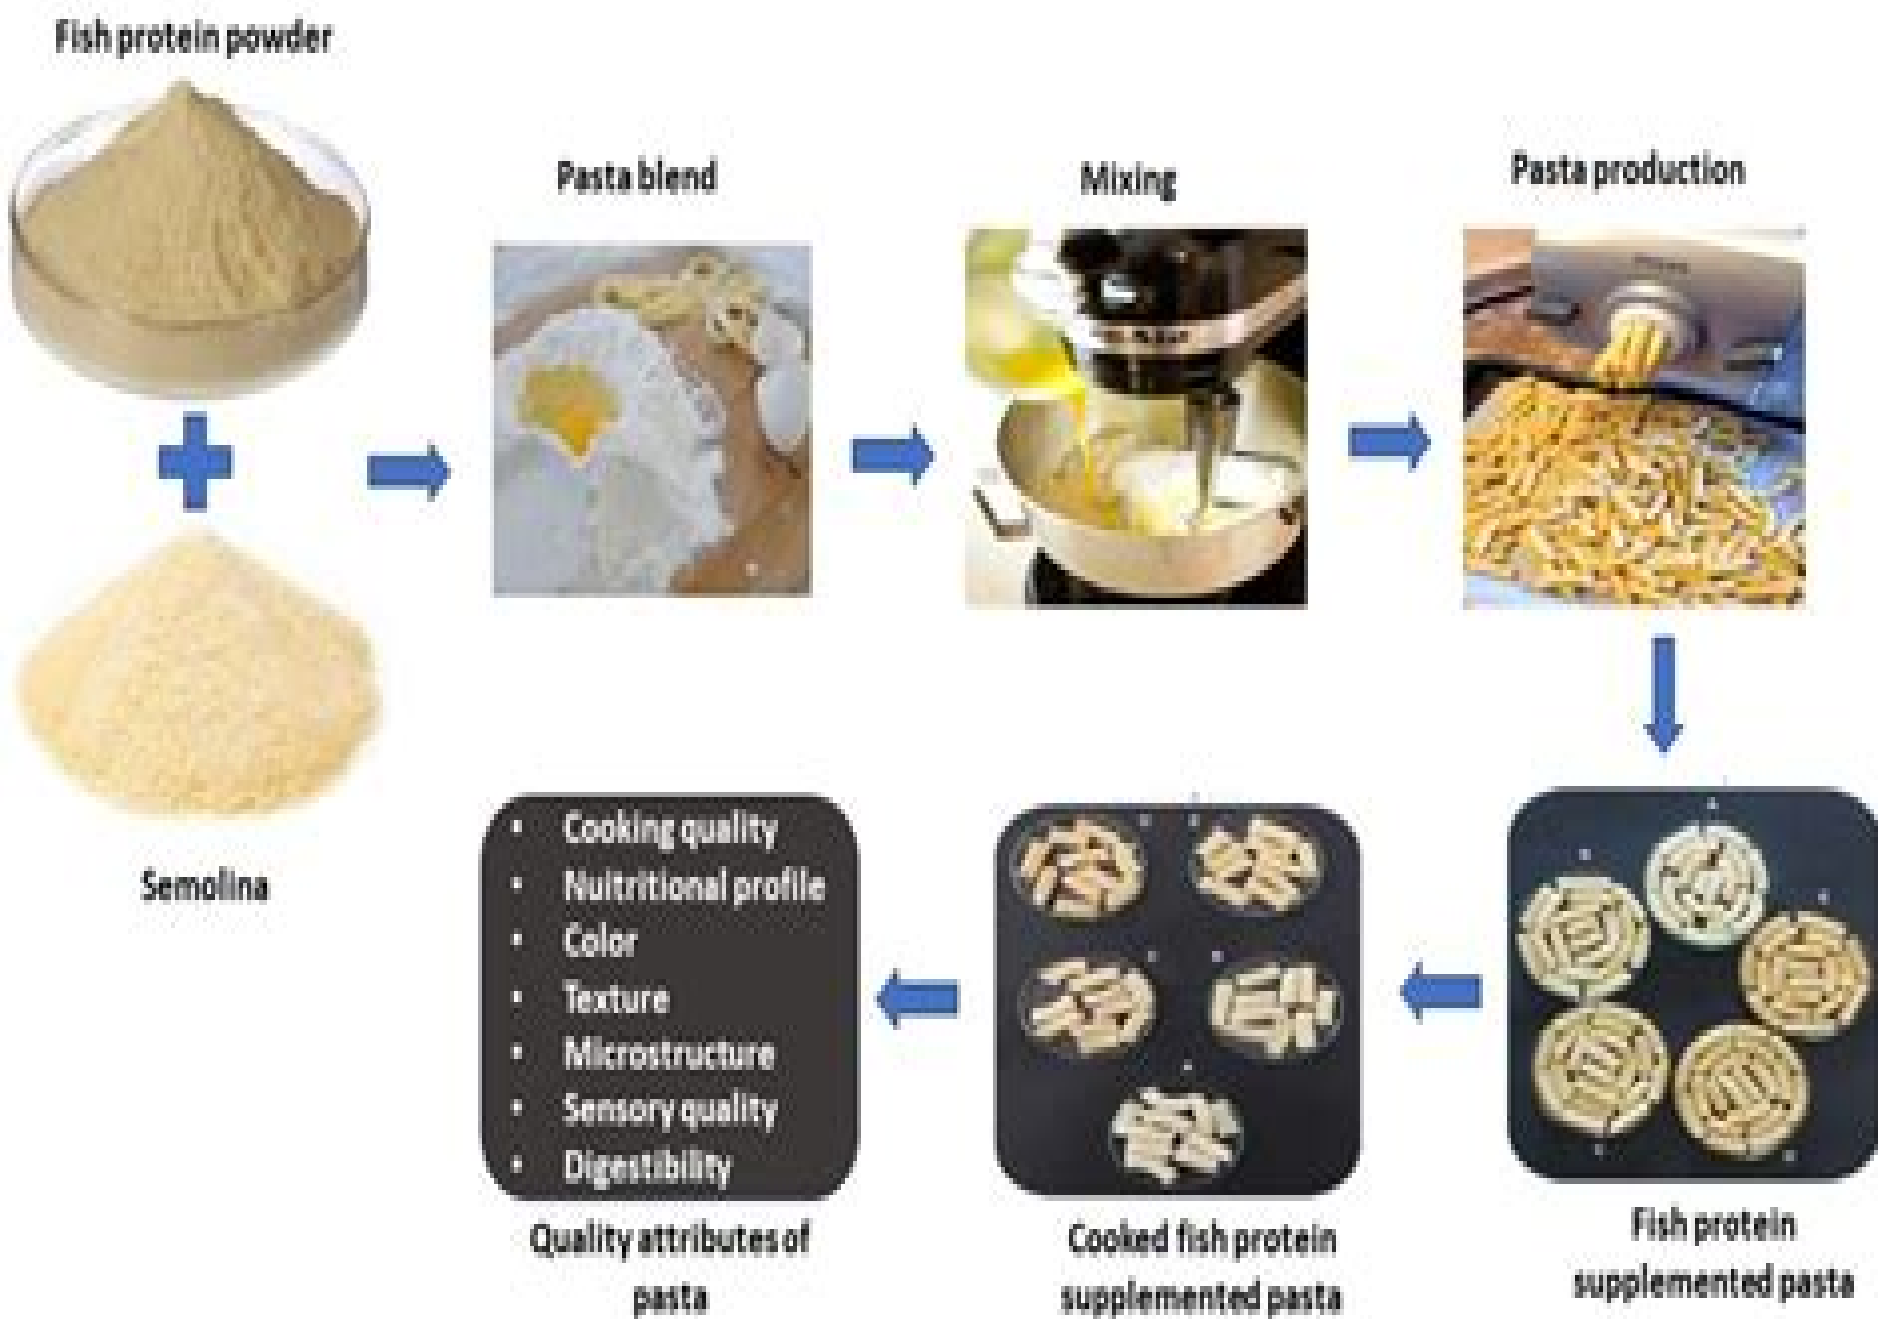 Fish protein powder
Pasta blend
Mixing
Pasta production
Semolina
• Cooking quality
• Nuitritional profile
• Color
• Texture
• Microstructure
• Sensory quality
• Digestibility
Quality attributes of
pasta
Cooked fish protein
supplemented pasta
Fish protein
supplemented pasta